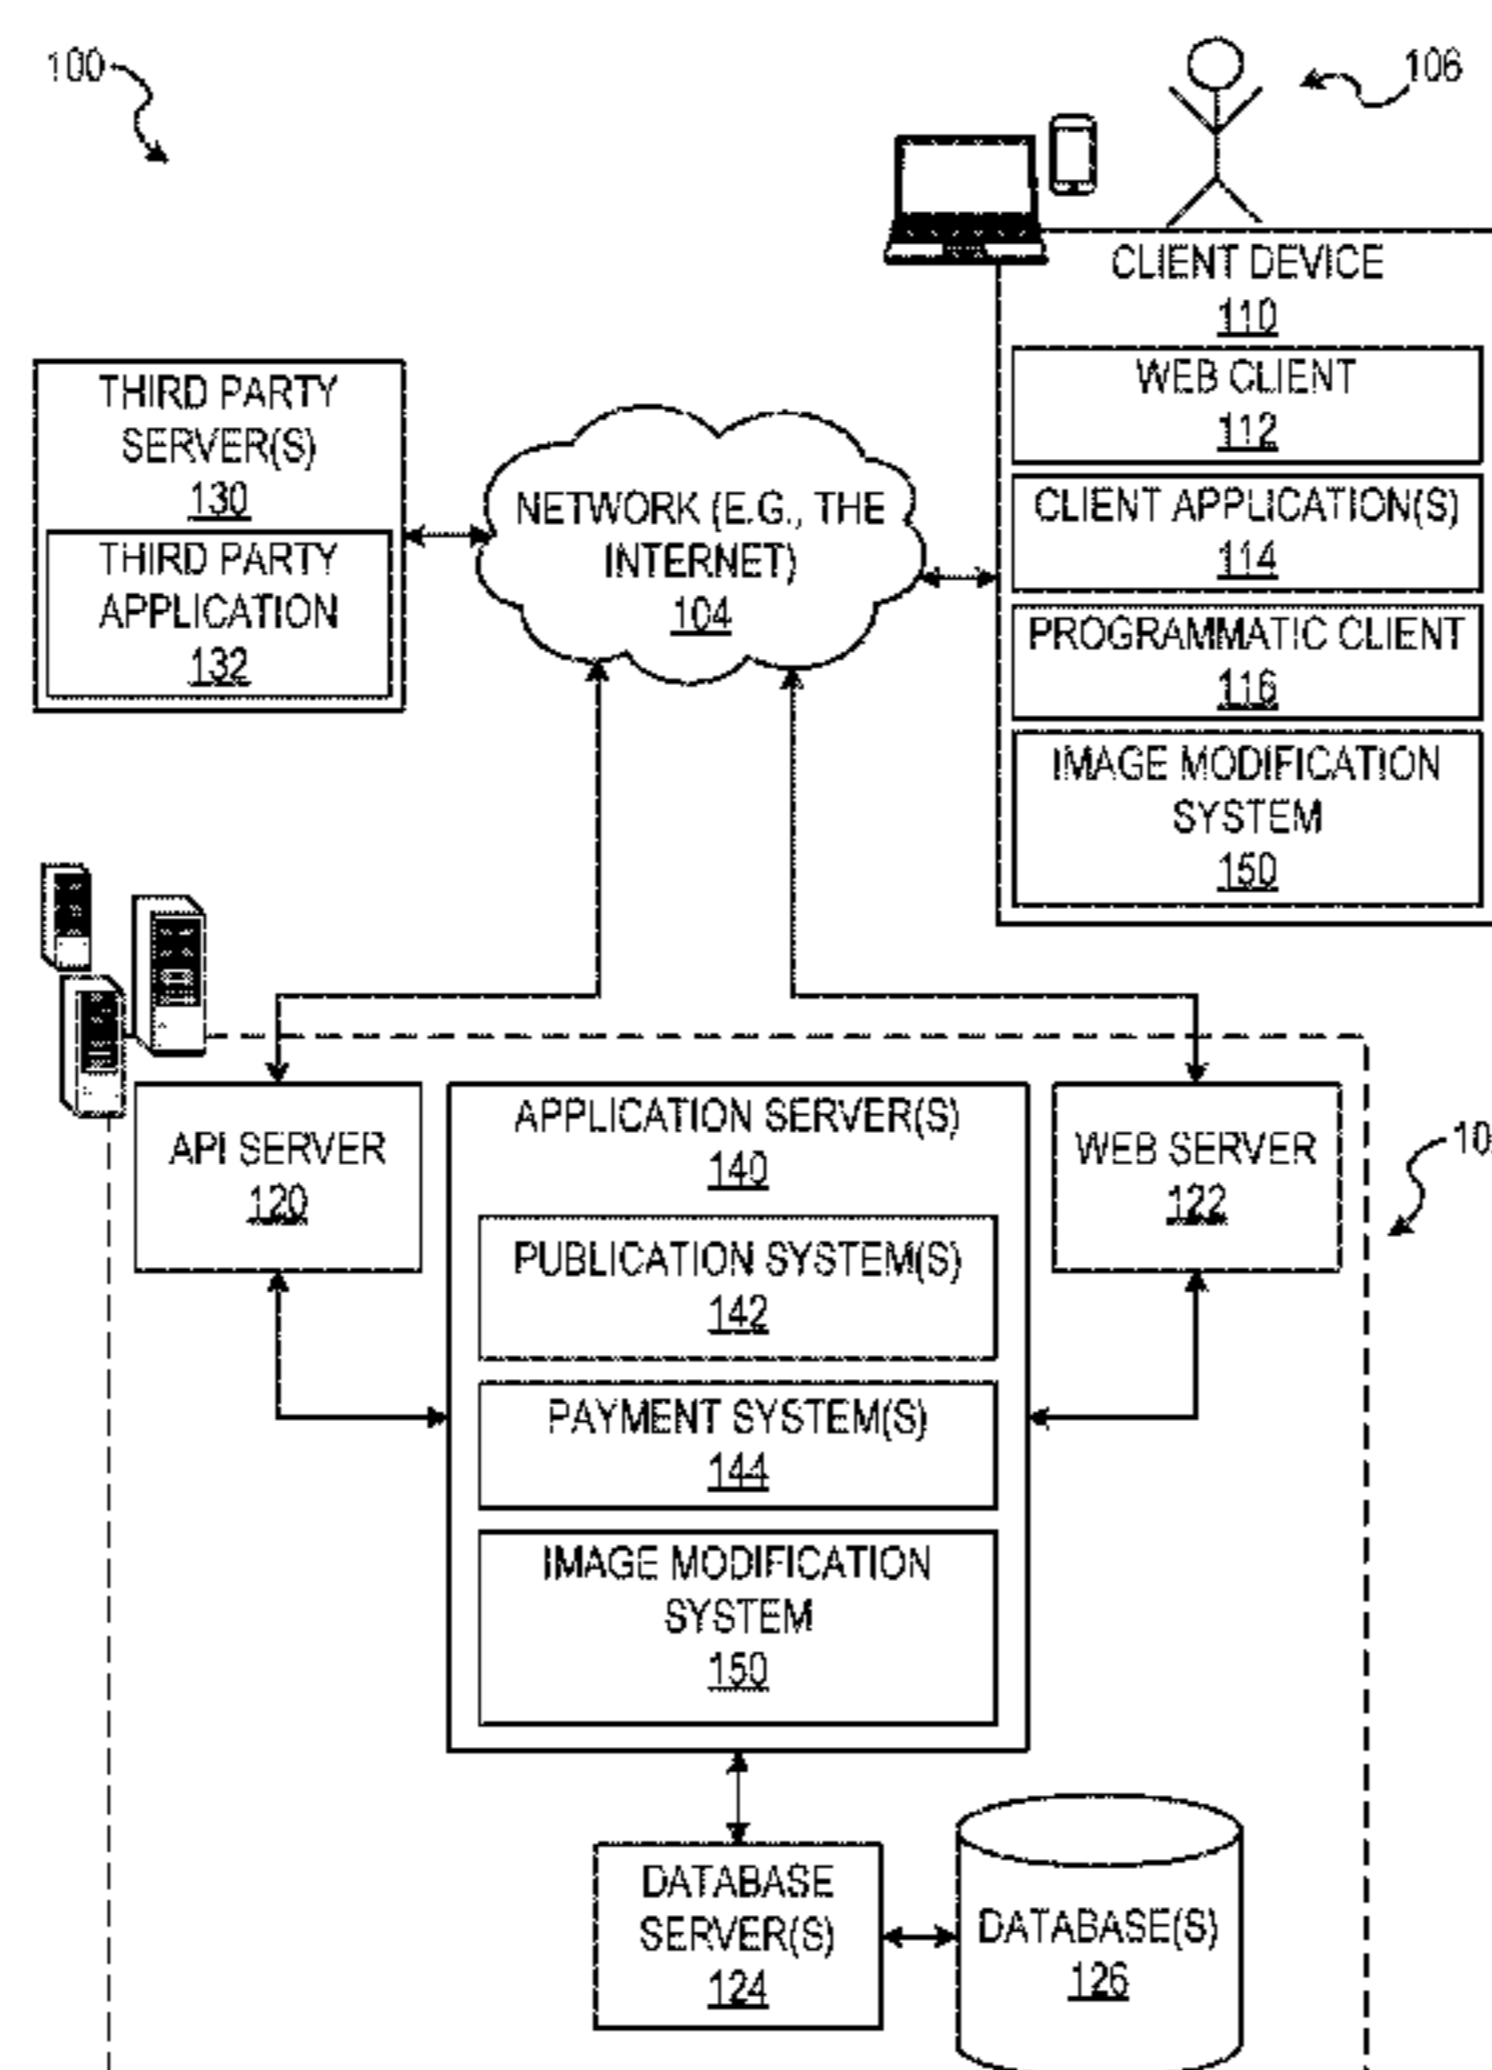 100
106
CLIENT DEVICE
110
WEB CLIENT
112
CLIENT APPLICATION(S)
114
PROGRAMMATIC CLIENT
116
IMAGE MODIFICATION
SYSTEM
150
THIRD PARTY
SERVER(S)
130
THIRD PARTY
APPLICATION
132
NETWORK (E.G., THE
INTERNET)
104
API SERVER
120
APPLICATION SERVER(S)
140
PUBLICATION SYSTEM(S)
142
PAYMENT SYSTEM(S)
144
IMAGE MODIFICATION
SYSTEM
150
WEB SERVER
122
DATABASE
SERVER(S)
124
DATABASE(S)
126